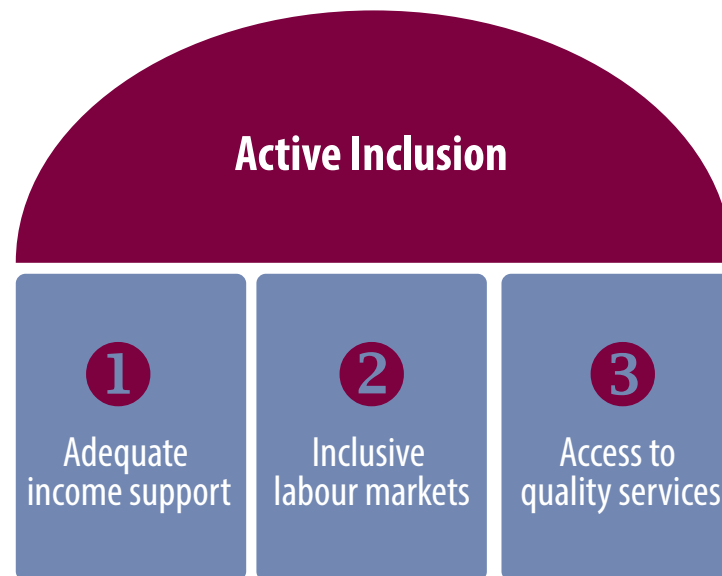 Active Inclusion
1
Adequate
income support
2
Inclusive
labour markets
3
Access to
quality services